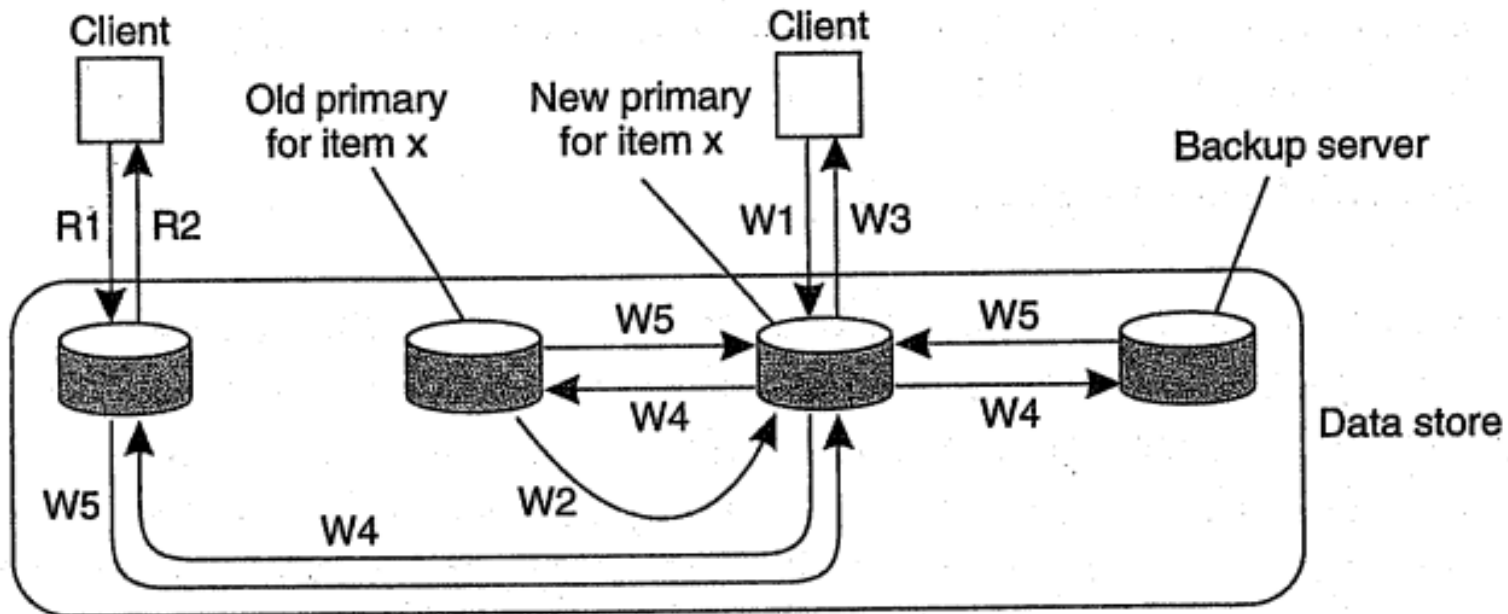 Client
Client
Old primary
for item x
New primary
for item x
Backup server
R1
R2
W1
W3
W5
W5
W4
W4
Data store
W5
W2
W4